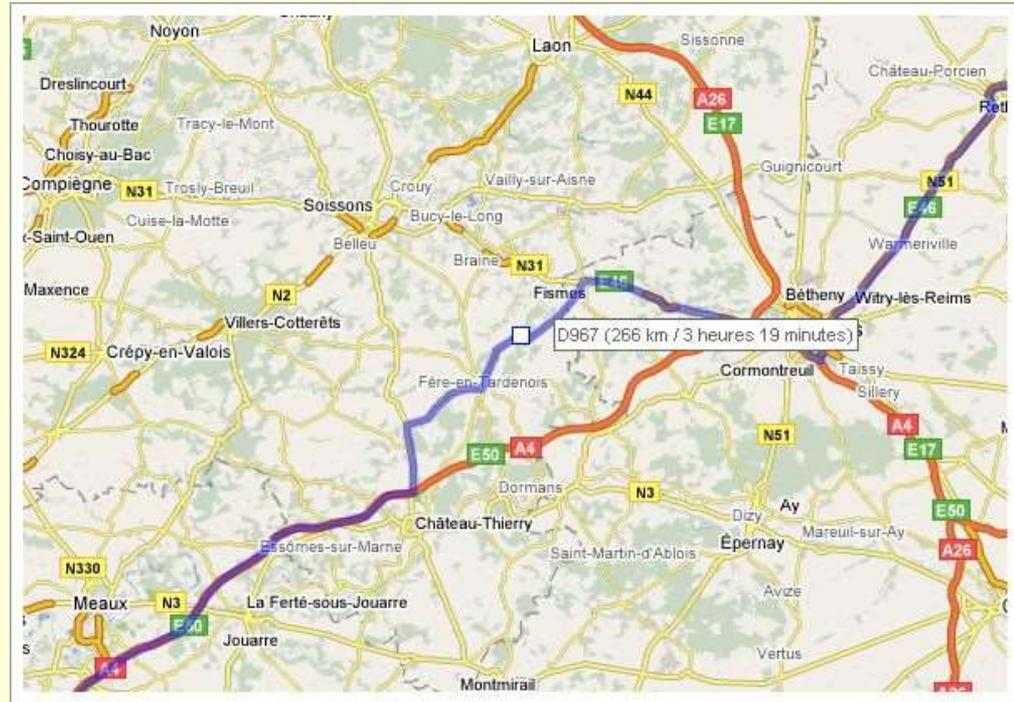 Noyon
Laon
Sissonne
Château-Porcien
Dreslincourt
N44
A26
E17
Thourotte
Tracy-le-Mont
Choisy-au-Bac
Guignicourt
Compiègne
N31
Trosly-Breuil
Crouy
Vailly-sur-Aisne
N51
Soissons
Bucy-le-Long
E46
Cuise-la-Motte
x-Saint-Ouen
Belleu
Warmeriville
Braine
N31
Maxence
N2
Fismes
E46
Bétheny
Witry-lès-Reims
Villers-Cotterêts
D967 (266 km / 3 heures 19 minutes)
s
N324
Crépy-en-Valois
Cormontreuil
Taissy
Fère-en-Tardenois
Sillery
A4
N51
E17
E50
A4
Dormans
N3
Ay
E50
Château-Thierry
Dizy
Mareuil-sur-Ay
Essômes-sur-Marne
Saint-Martin-d'Ablois
Épernay
A26
N330
Avize
Meaux
N3
La Ferté-sous-Jouarre
E50
Jouarre
Vertus
A4
Montmirail
A26